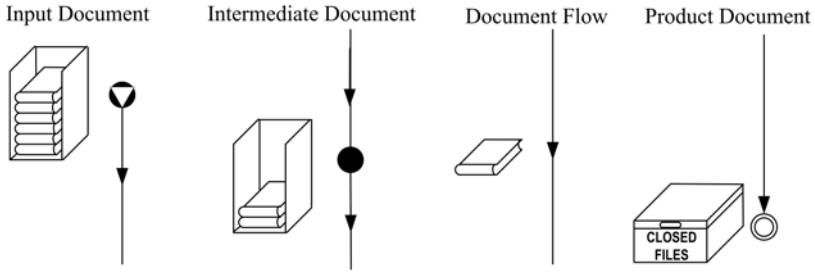 Input Document
Intermediate Document
Document Flow
Product Document
CLOSED
FILES